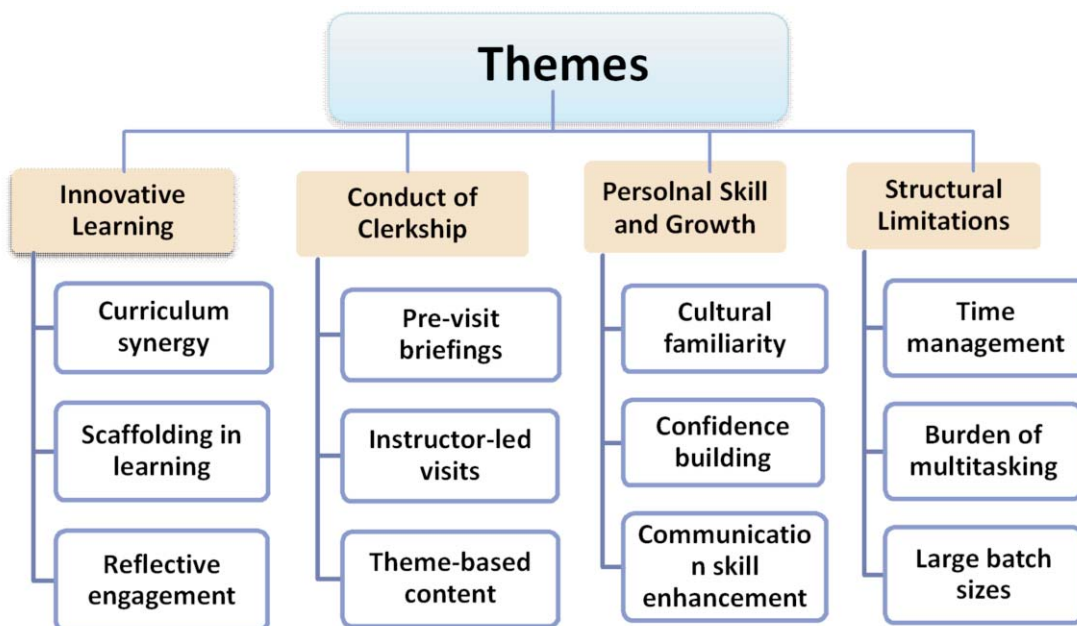 Themes
Innovative
Learning
Curriculum
synergy
Scaffolding in
learning
Reflective
engagement
Conduct of
Clerkship
Pre-visit
briefings
Instructor-led
visits
Theme-based
content
Persolnal Skill
and Growth
Cultural
familiarity
Confidence
building
Communicatio
n skill
enhancement
Structural
Limitations
Time
management
Burden of
multitasking
Large batch
sizes